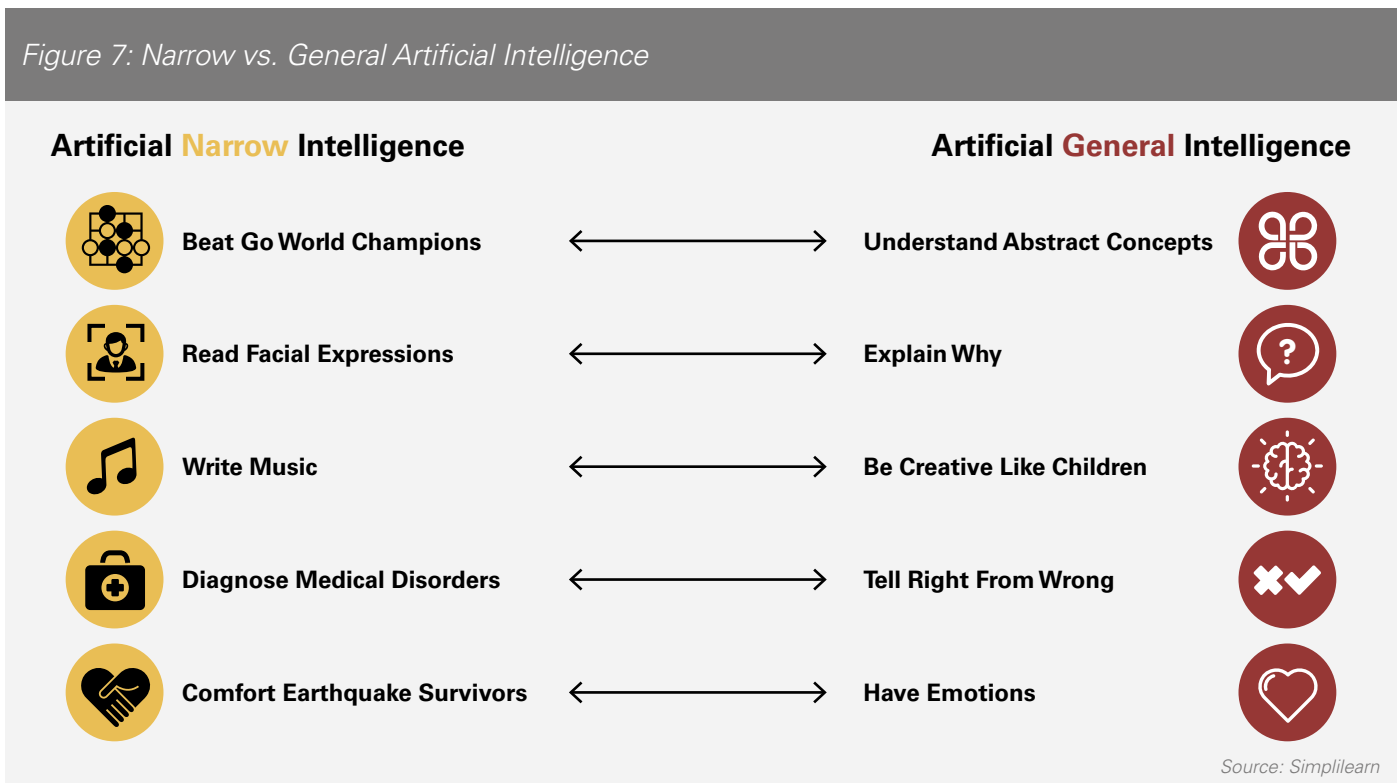 Figure 7: Narrow vs. General Artificial Intelligence
Artificial Narrow Intelligence
Artificial General Intelligence
Beat Go World Champions
Understand Abstract Concepts
Read Facial Expressions
Explain Why
?
Write Music
Be Creative Like Children
Diagnose Medical Disorders
Tell Right From Wrong
Comfort Earthquake Survivors
Have Emotions
Source: Simplilearn